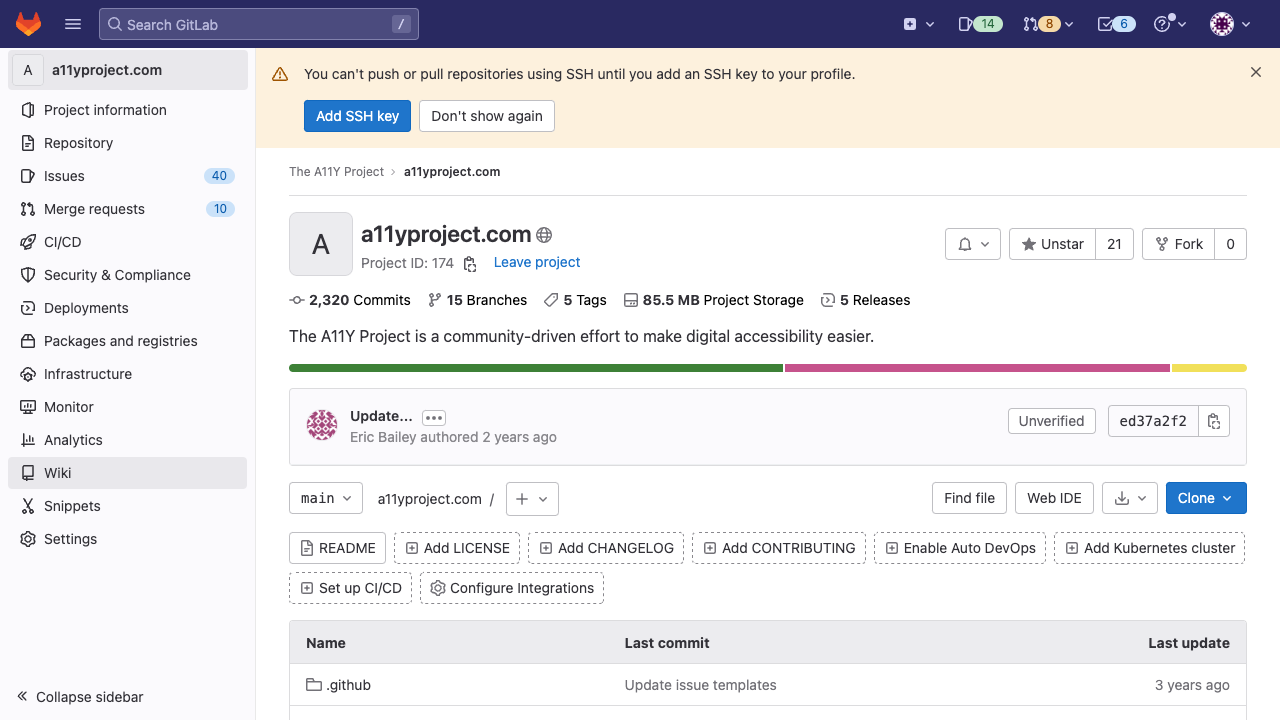 Search GitLab /
14
8
6
A a11yproject.com
Project information
Repository
Issues 40
Merge requests 10
CI/CD
Security & Compliance
Deployments
Packages and registries
Infrastructure
Monitor
Analytics
Wiki
Snippets
Settings
Collapse sidebar
You can't push or pull repositories using SSH until you add an SSH key to your profile.
Add SSH key Don't show again
The A11Y Project › a11yproject.com
A
a11yproject.com
Project ID: 174 Leave project
Unstar 21 Fork 0
2,320 Commits 15 Branches 5 Tags 85.5 MB Project Storage 5 Releases
The A11Y Project is a community-driven effort to make digital accessibility easier.
Update...
Eric Bailey authored 2 years ago
Unverified ed37a2f2
main a11yproject.com / Find file Web IDE Clone
README Add LICENSE Add CHANGELOG Add CONTRIBUTING Enable Auto DevOps Add Kubernetes cluster
Set up CI/CD Configure Integrations
Name Last commit Last update
.github Update issue templates 3 years ago